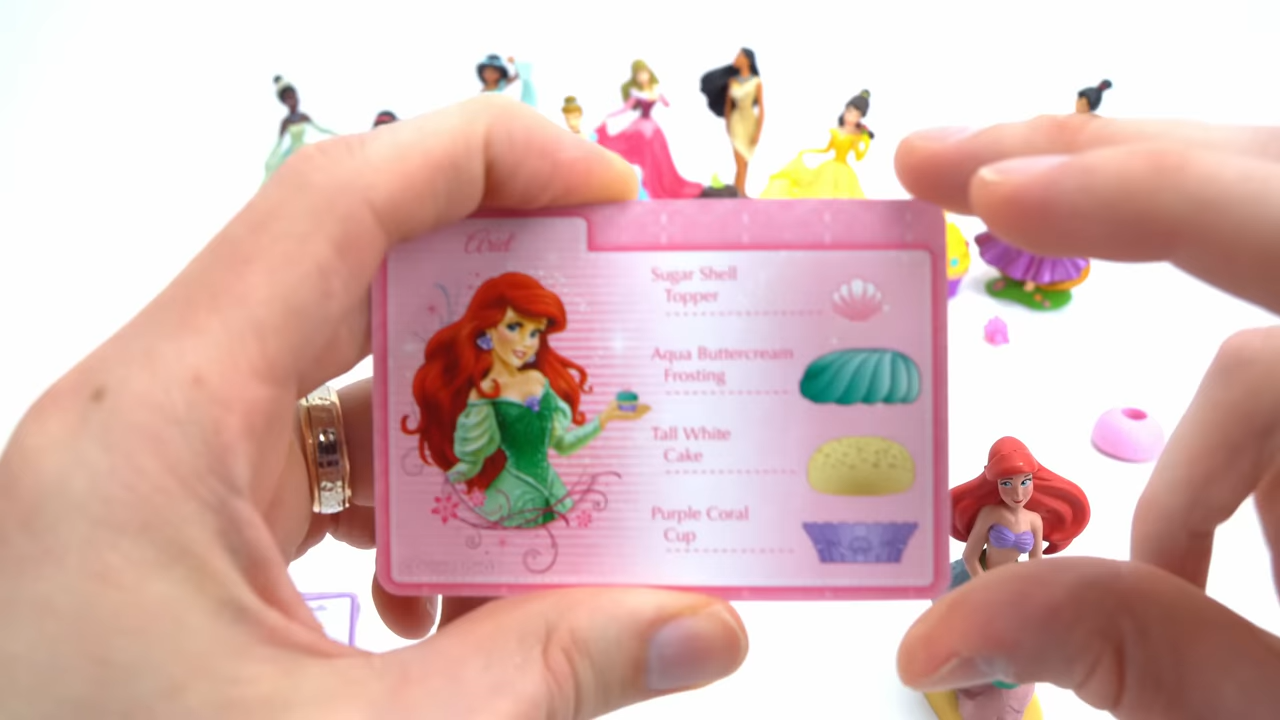 Ariel
Sugar Shell
Topper
Aqua Buttercream
Frosting
Tall White
Cake
Purple Coral
Cup